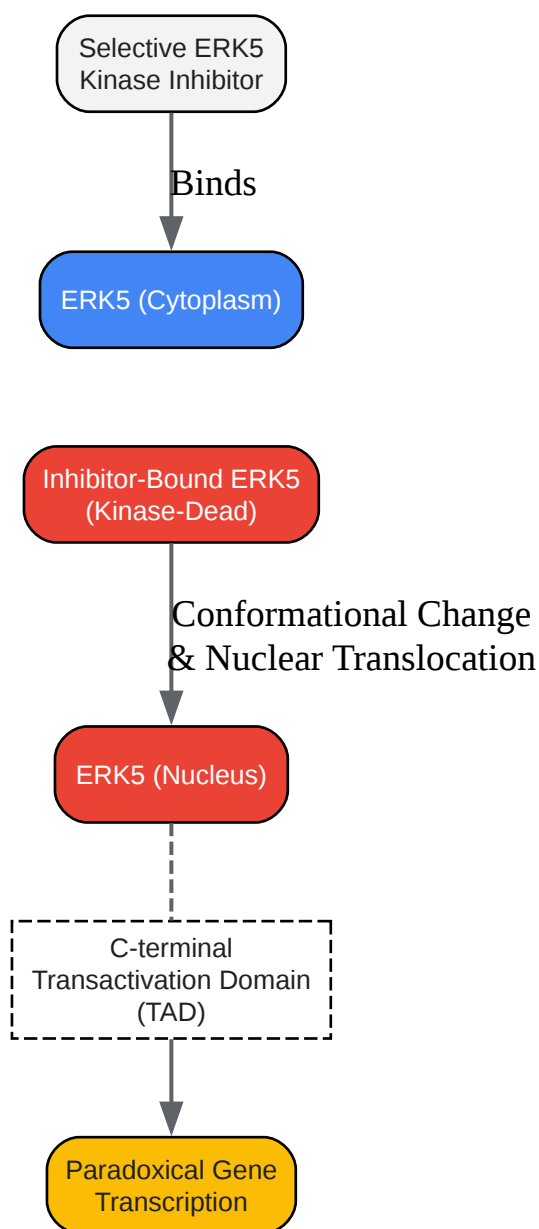 Selective ERK5
Kinase Inhibitor
Binds
ERK5 (Cytoplasm)
Inhibitor-Bound ERK5
(Kinase-Dead)
Conformational Change
& Nuclear Translocation
ERK5 (Nucleus)
C-terminal
Transactivation Domain
(TAD)
Paradoxical Gene
Transcription